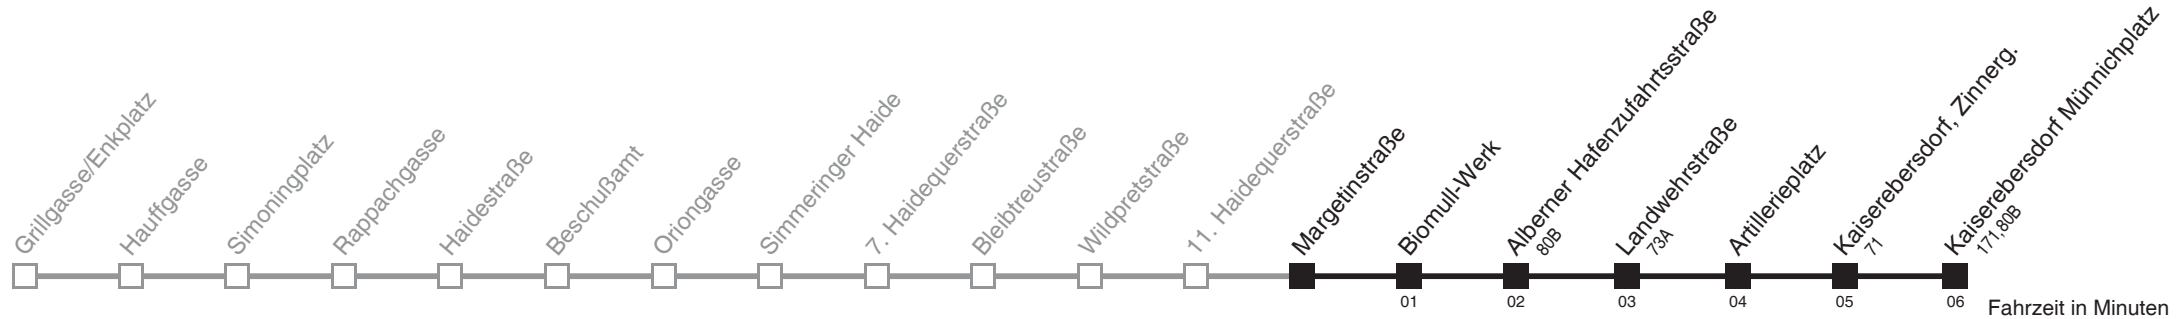 Grillgasse/Enkplatz
Hauffgasse
Simoningplatz
Rappachgasse
Haidestraße
Beschußamt
Oriongasse
Simmeringer Haide
7. Haidequerstraße
Bleibtreustraße
Wildpretstraße
11. Haidequerstraße
Margetinstraße
Biomull-Werk
Alberner Hafenzufahrtsstraße
80B
Landwehrstraße
73A
Artillerieplatz
Kaiserebersdorf, Zinnerg.
71
Kaiserebersdorf Münnichplatz
171,80B
01 02 03 04 05 06
Fahrzeit in Minuten